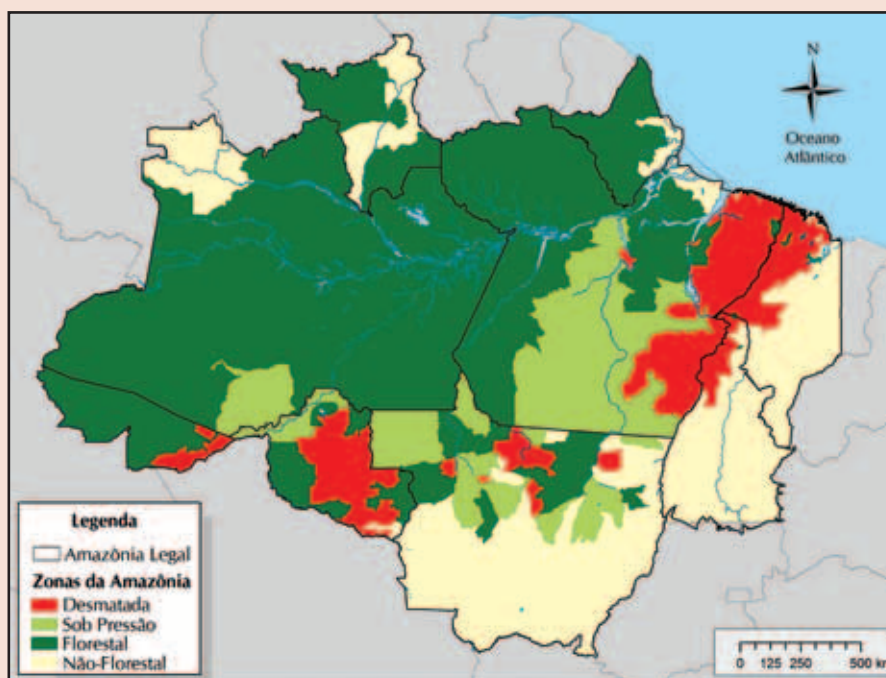 N
Oceano
Atlântico
Legenda
Amazônia Legal
Zonas da Amazônia
Desmatada
Sob Pressão
Florestal
Não-Florestal
0 125 250 500 km